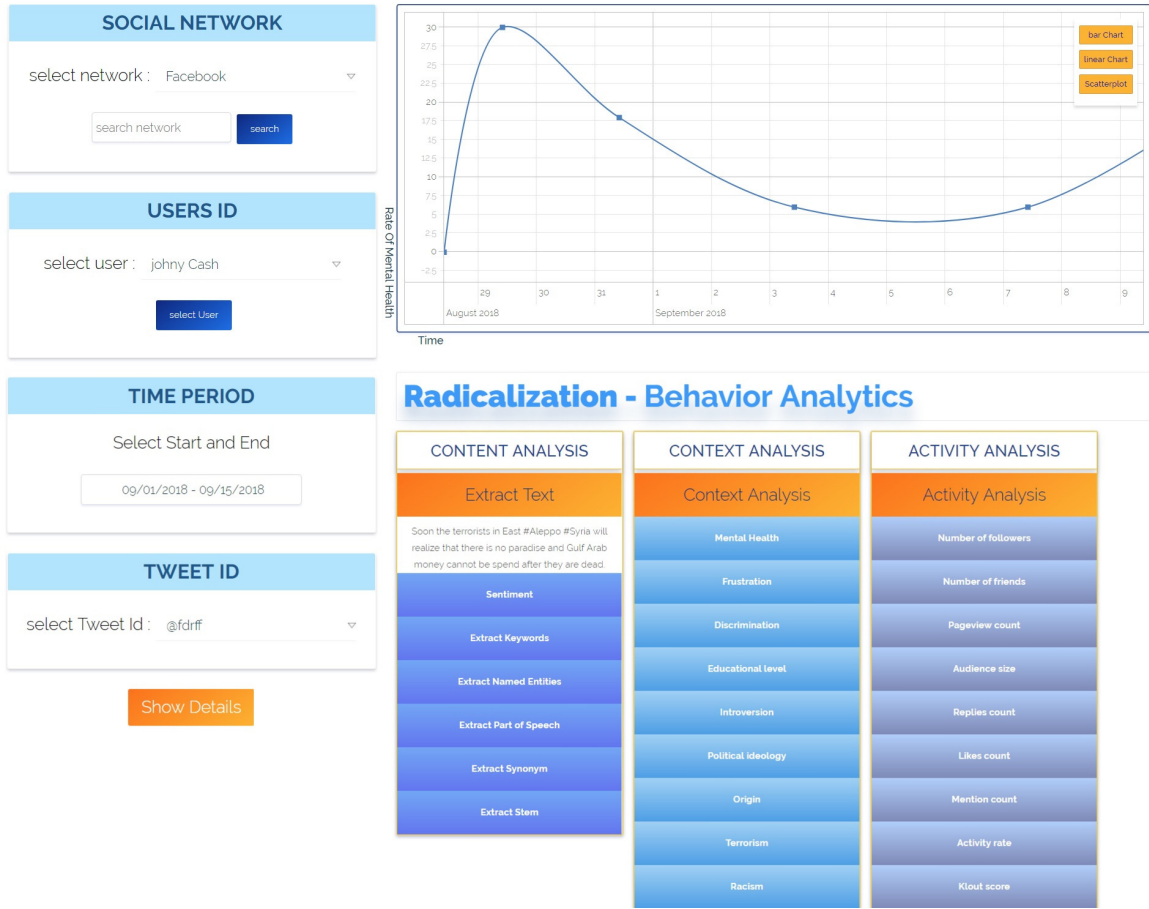 SOCIAL NETWORK
select network : Facebook
search network search
USERS ID
select user : johny Cash
select User
TIME PERIOD
Select Start and End
09/01/2018 - 09/15/2018
TWEET ID
select Tweet Id : @fdrff
Show Details
Rate Of Mental Health
30
27.5
25
22.5
20
17.5
15
12.5
10
7.5
5
2.5
0
-2.5
bar Chart
linear Chart
Scatterplot
29 30 31 1 2 3 4 5 6 7 8 9
August 2018 September 2018
Time
Radicalization - Behavior Analytics
CONTENT ANALYSIS
Extract Text
Soon the terrorists in East #Aleppo #Syria will
realize that there is no paradise and Gulf Arab
money cannot be spend after they are dead.
Sentiment
Extract Keywords
Extract Named Entities
Extract Part of Speech
Extract Synonym
Extract Stem
CONTEXT ANALYSIS
Context Analysis
Mental Health
Frustration
Discrimination
Educational level
Introversion
Political ideology
Origin
Terrorism
Racism
ACTIVITY ANALYSIS
Activity Analysis
Number of followers
Number of friends
Pageview count
Audience size
Replies count
Likes count
Mention count
Activity rate
Klout score